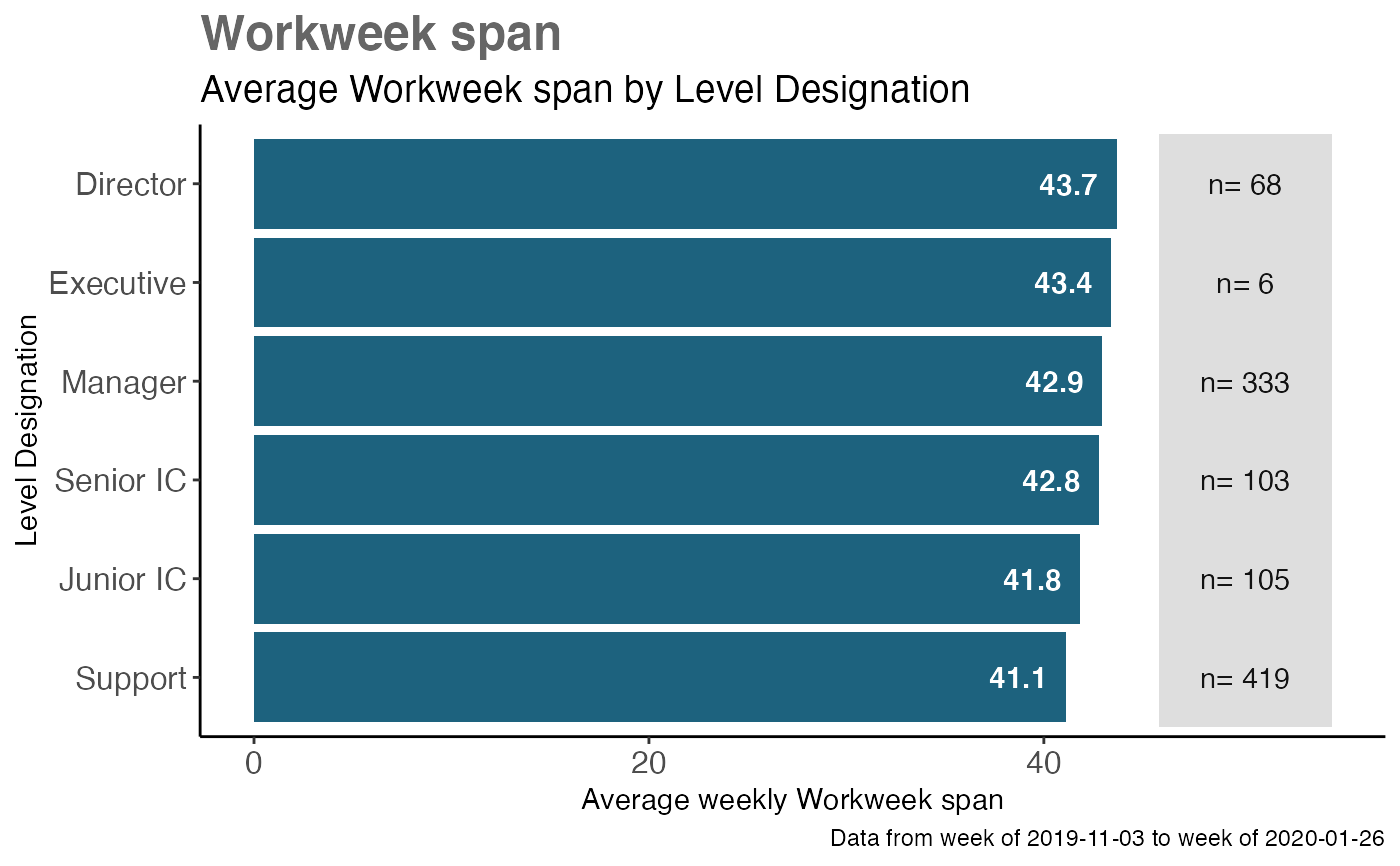 Workweek span
Average Workweek span by Level Designation
Level Designation
Director 43.7 n= 68
Executive 43.4 n= 6
Manager 42.9 n= 333
Senior IC 42.8 n= 103
Junior IC 41.8 n= 105
Support 41.1 n= 419
0 20 40
Average weekly Workweek span
Data from week of 2019-11-03 to week of 2020-01-26